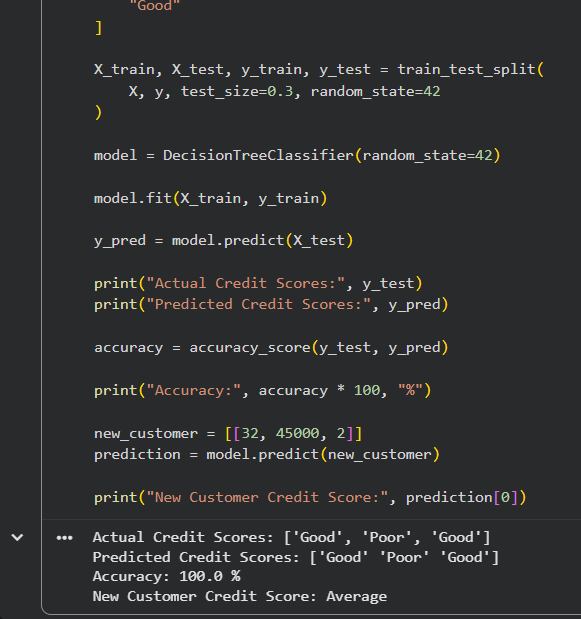 "Good"
]
X_train, X_test, y_train, y_test = train_test_split(
X, y, test_size=0.3, random_state=42
)
model = DecisionTreeClassifier(random_state=42)
model.fit(X_train, y_train)
y_pred = model.predict(X_test)
print("Actual Credit Scores:", y_test)
print("Predicted Credit Scores:", y_pred)
accuracy = accuracy_score(y_test, y_pred)
print("Accuracy:", accuracy * 100, "%")
new_customer = [[32, 45000, 2]]
prediction = model.predict(new_customer)
print("New Customer Credit Score:", prediction[0])
Actual Credit Scores: ['Good', 'Poor', 'Good']
Predicted Credit Scores: ['Good' 'Poor' 'Good']
Accuracy: 100.0 %
New Customer Credit Score: Average